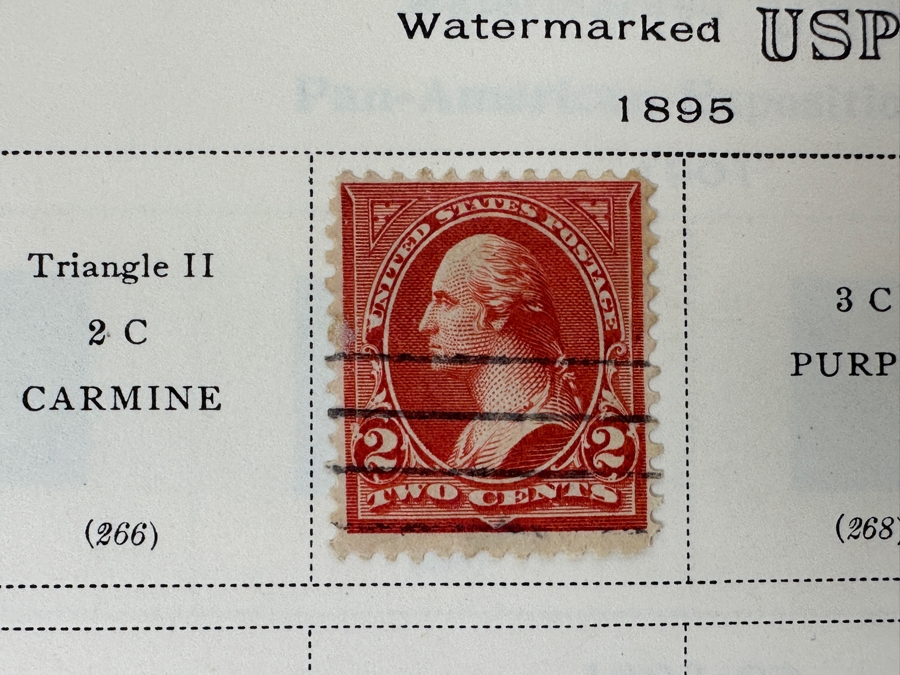 Watermarked USP
1895
Triangle II
2 C
CARMINE
(266)
UNITED STATES POSTAGE
2 2
TWO CENTS
3 C
PURP
(268)